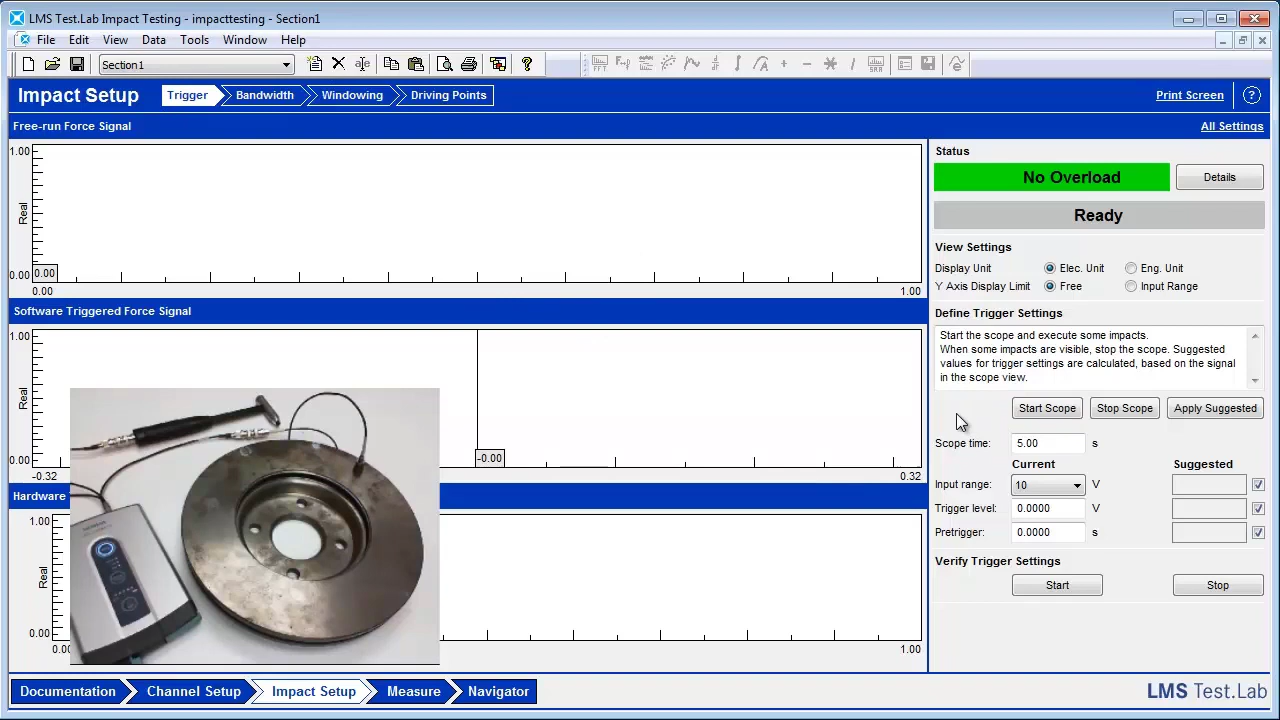 LMS Test.Lab Impact Testing - impacttesting - Section1
File Edit View Data Tools Window Help
Section1
Impact Setup Trigger Bandwidth Windowing Driving Points Print Screen
Free-run Force Signal All Settings
1.00
Real
0.00 0.00
0.00 1.00
Software Triggered Force Signal
1.00
Real
0.00 -0.00
-0.32 0.32
Hardware
1.00
Real
0.00
0.00 1.00
Status
No Overload Details
Ready
View Settings
Display Unit Elec. Unit Eng. Unit
Y Axis Display Limit Free Input Range
Define Trigger Settings
Start the scope and execute some impacts.
When some impacts are visible, stop the scope. Suggested
values for trigger settings are calculated, based on the signal
in the scope view.
Start Scope Stop Scope Apply Suggested
Scope time: 5.00 s
Current Suggested
Input range: 10 V
Trigger level: 0.0000 V
Pretrigger: 0.0000 s
Verify Trigger Settings
Start Stop
Documentation Channel Setup Impact Setup Measure Navigator
LMS Test.Lab